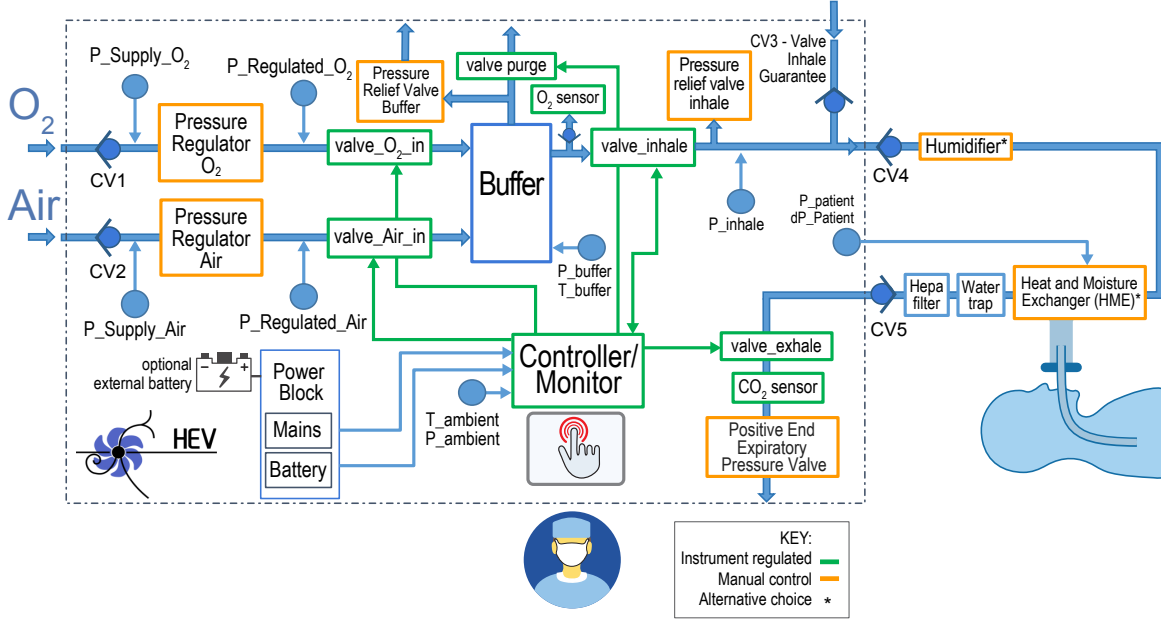 P_Supply_O2
P_Regulated_O2
Pressure
Relief Valve
Buffer
valve purge
O2 sensor
Pressure
relief valve
inhale
CV3 - Valve
Inhale
Guarantee
O2
CV1
Pressure
Regulator
O2
valve_O2_in
Buffer
valve_inhale
CV4
Humidifier*
Air
CV2
Pressure
Regulator
Air
valve_Air_in
P_inhale
P_patient
dP_Patient
P_buffer
T_buffer
P_Supply_Air
P_Regulated_Air
CV5
Hepa
filter
Water
trap
Heat and Moisture
Exchanger (HME)*
optional
external battery
Power
Block
Mains
Battery
Controller/
Monitor
T_ambient
P_ambient
valve_exhale
CO2 sensor
Positive End
Expiratory
Pressure Valve
HEV
KEY:
Instrument regulated
Manual control
Alternative choice *